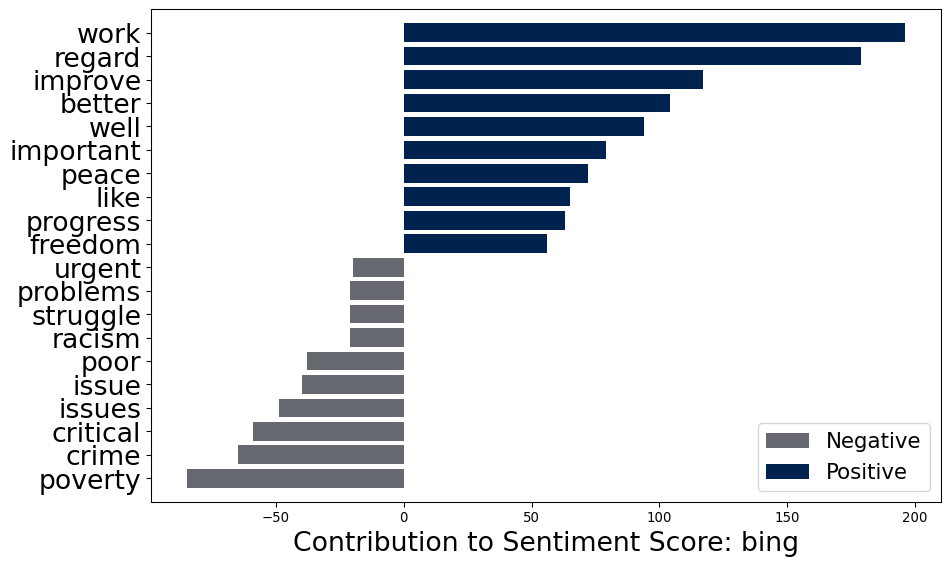 work
regard
improve
better
well
important
peace
like
progress
freedom
urgent
problems
struggle
racism
poor
issue
issues
critical
crime
poverty
Negative
Positive
−50 0 50 100 150 200
Contribution to Sentiment Score: bing